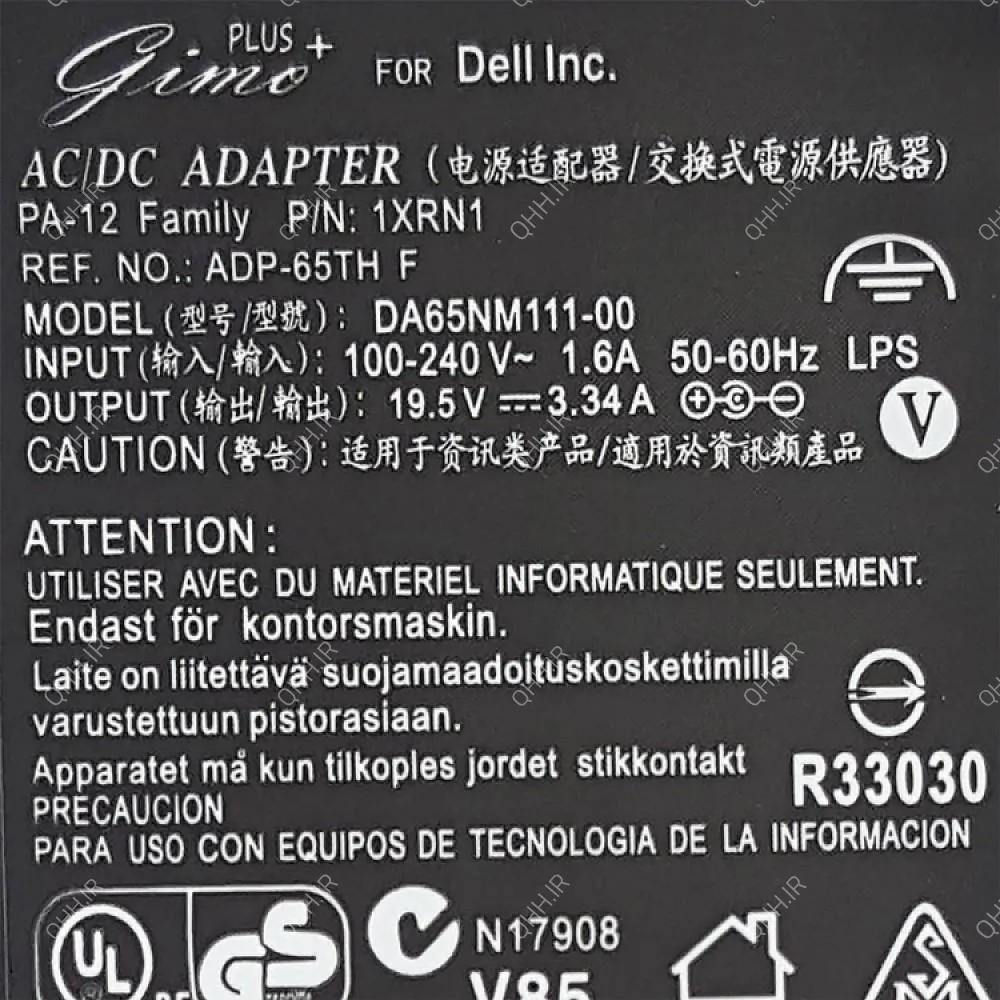 Gimo PLUS+ FOR Dell Inc.
AC/DC ADAPTER (电源适配器/交換式電源供應器)
PA-12 Family P/N: 1XRN1
REF. NO.: ADP-65TH F
MODEL (型号/型號): DA65NM111-00
INPUT (输入/輸入): 100-240 V~ 1.6A 50-60Hz LPS
OUTPUT (输出/輸出): 19.5V ⎓ 3.34A
V
CAUTION (警告): 适用于资讯类产品/適用於資訊類產品
ATTENTION :
UTILISER AVEC DU MATERIEL INFORMATIQUE SEULEMENT.
Endast för kontorsmaskin.
Laite on liitettävä suojamaadoituskoskettimilla
varustettuun pistorasiaan.
Apparatet må kun tilkoples jordet stikkontakt
R33030
PRECAUCION
PARA USO CON EQUIPOS DE TECNOLOGIA DE LA INFORMACION
UL
GS
N17908
V85
QHH.IR